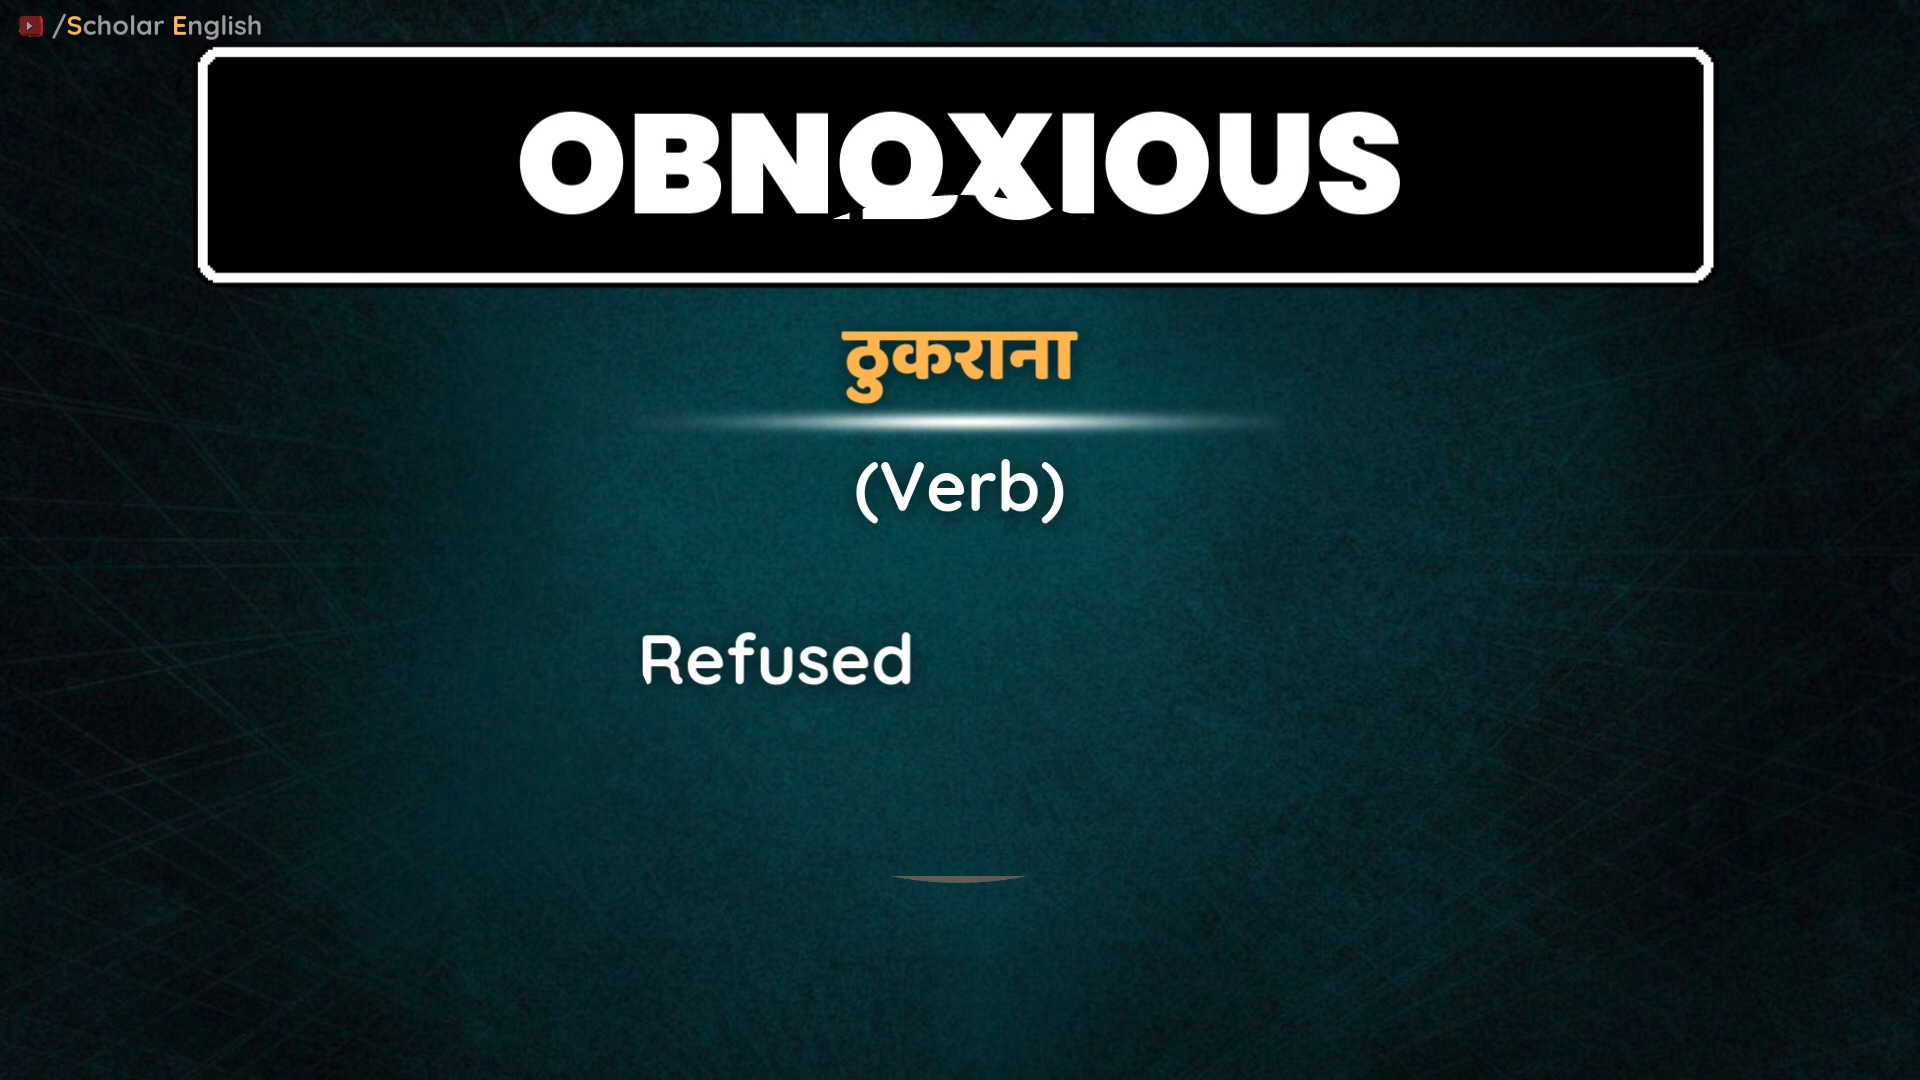 /Scholar English
OBNOXIOUS
ठुकराना
(Verb)
Refused